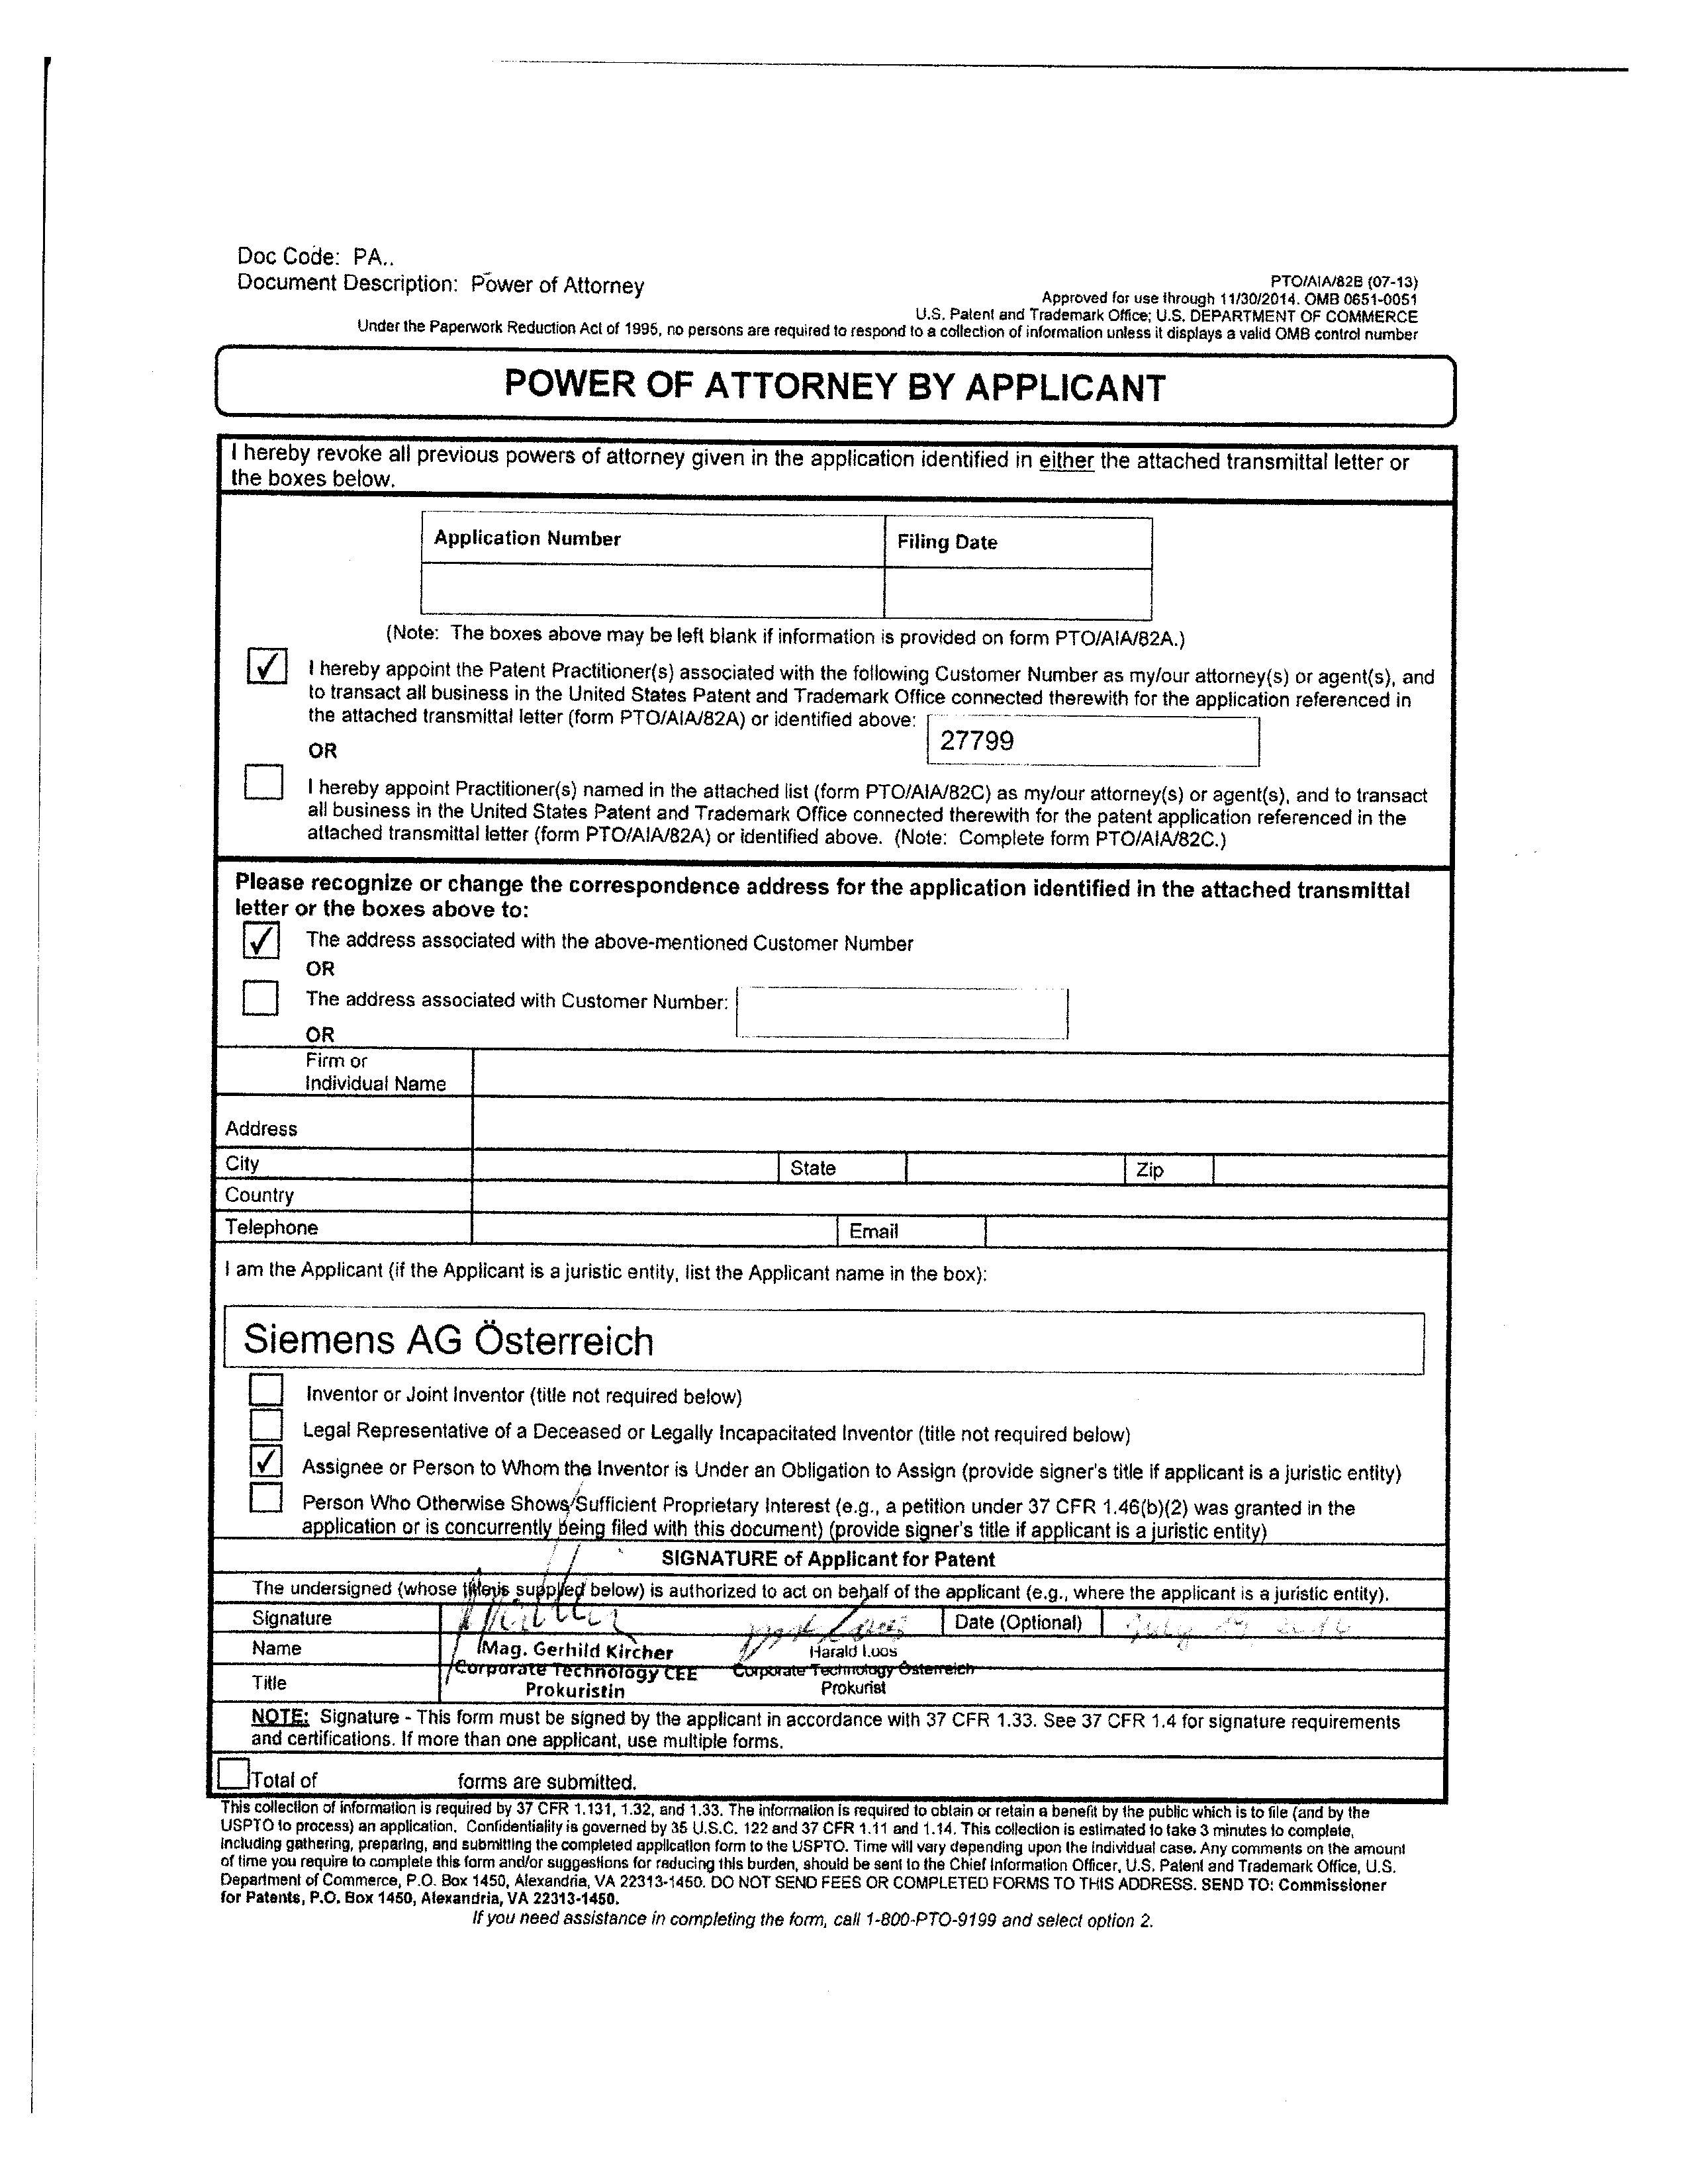 Doc Code: PA..
Document Description: Power of Attorney
PTO/AIA/82B (07-13)
Approved for use through 11/30/2014. OMB 0651-0051
U.S. Patent and Trademark Office; U.S. DEPARTMENT OF COMMERCE
Under the Paperwork Reduction Act of 1995, no persons are required to respond to a collection of information unless it displays a valid OMB control number
POWER OF ATTORNEY BY APPLICANT
I hereby revoke all previous powers of attorney given in the application identified in either the attached transmittal letter or
the boxes below.
Application Number Filing Date
(Note: The boxes above may be left blank if information is provided on form PTO/AIA/82A.)
I hereby appoint the Patent Practitioner(s) associated with the following Customer Number as my/our attorney(s) or agent(s), and
to transact all business in the United States Patent and Trademark Office connected therewith for the application referenced in
the attached transmittal letter (form PTO/AIA/82A) or identified above:
27799
OR
I hereby appoint Practitioner(s) named in the attached list (form PTO/AIA/82C) as my/our attorney(s) or agent(s), and to transact
all business in the United States Patent and Trademark Office connected therewith for the patent application referenced in the
attached transmittal letter (form PTO/AIA/82A) or identified above. (Note: Complete form PTO/AIA/82C.)
Please recognize or change the correspondence address for the application identified in the attached transmittal
letter or the boxes above to:
The address associated with the above-mentioned Customer Number
OR
The address associated with Customer Number:
OR
Firm or
Individual Name
Address
City State Zip
Country
Telephone Email
I am the Applicant (if the Applicant is a juristic entity, list the Applicant name in the box):
Siemens AG Österreich
Inventor or Joint Inventor (title not required below)
Legal Representative of a Deceased or Legally Incapacitated Inventor (title not required below)
Assignee or Person to Whom the Inventor is Under an Obligation to Assign (provide signer's title if applicant is a juristic entity)
Person Who Otherwise Shows Sufficient Proprietary Interest (e.g., a petition under 37 CFR 1.46(b)(2) was granted in the
application or is concurrently being filed with this document) (provide signer's title if applicant is a juristic entity)
SIGNATURE of Applicant for Patent
The undersigned (whose title is supplied below) is authorized to act on behalf of the applicant (e.g., where the applicant is a juristic entity).
Signature Date (Optional) July
Name Mag. Gerhild Kircher Harald Loos
Corporate Technology CEE Corporate Technology Österreich
Title Prokuristin Prokurist
NOTE: Signature - This form must be signed by the applicant in accordance with 37 CFR 1.33. See 37 CFR 1.4 for signature requirements
and certifications. If more than one applicant, use multiple forms.
Total of forms are submitted.
This collection of information is required by 37 CFR 1.131, 1.32, and 1.33. The information is required to obtain or retain a benefit by the public which is to file (and by the
USPTO to process) an application. Confidentiality is governed by 35 U.S.C. 122 and 37 CFR 1.11 and 1.14. This collection is estimated to take 3 minutes to complete,
including gathering, preparing, and submitting the completed application form to the USPTO. Time will vary depending upon the individual case. Any comments on the amount
of time you require to complete this form and/or suggestions for reducing this burden, should be sent to the Chief Information Officer, U.S. Patent and Trademark Office, U.S.
Department of Commerce, P.O. Box 1450, Alexandria, VA 22313-1450. DO NOT SEND FEES OR COMPLETED FORMS TO THIS ADDRESS. SEND TO: Commissioner
for Patents, P.O. Box 1450, Alexandria, VA 22313-1450.
If you need assistance in completing the form, call 1-800-PTO-9199 and select option 2.